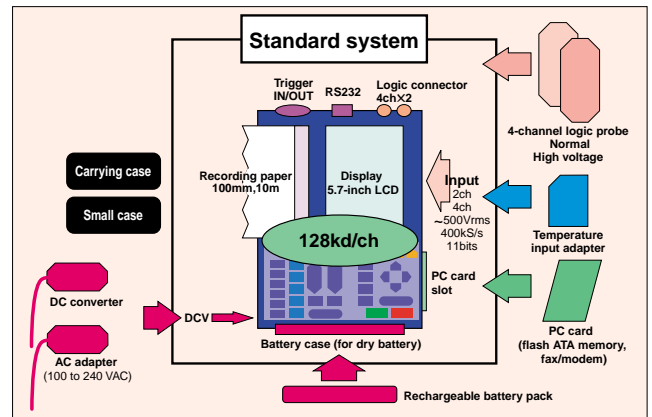 Standard system
Trigger
IN/OUT
RS232
Logic connector
4ch×2
4-channel logic probe
Normal
High voltage
Carrying case
Small case
Recording paper
100mm,10m
Display
5.7-inch LCD
Input
2ch
4ch
~500Vrms
400kS/s
11bits
128kd/ch
Temperature
input adapter
PC card
slot
DC converter
DCV
AC adapter
(100 to 240 VAC)
Battery case (for dry battery)
PC card
(flash ATA memory,
fax/modem)
Rechargeable battery pack